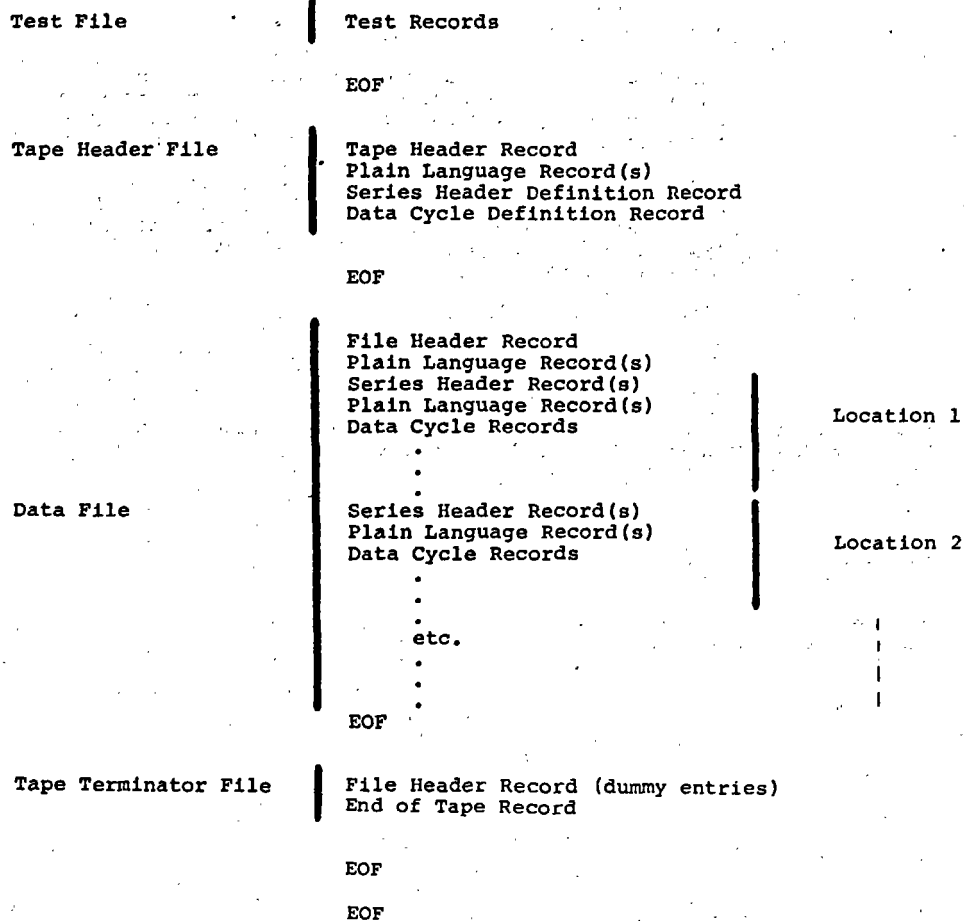 Test File Test Records
EOF
Tape Header File Tape Header Record
Plain Language Record(s)
Series Header Definition Record
Data Cycle Definition Record
EOF
File Header Record
Plain Language Record(s)
Series Header Record(s)
Plain Language Record(s) Location 1
Data Cycle Records
Data File Series Header Record(s)
Plain Language Record(s)
Data Cycle Records Location 2
etc.
EOF
Tape Terminator File File Header Record (dummy entries)
End of Tape Record
EOF
EOF